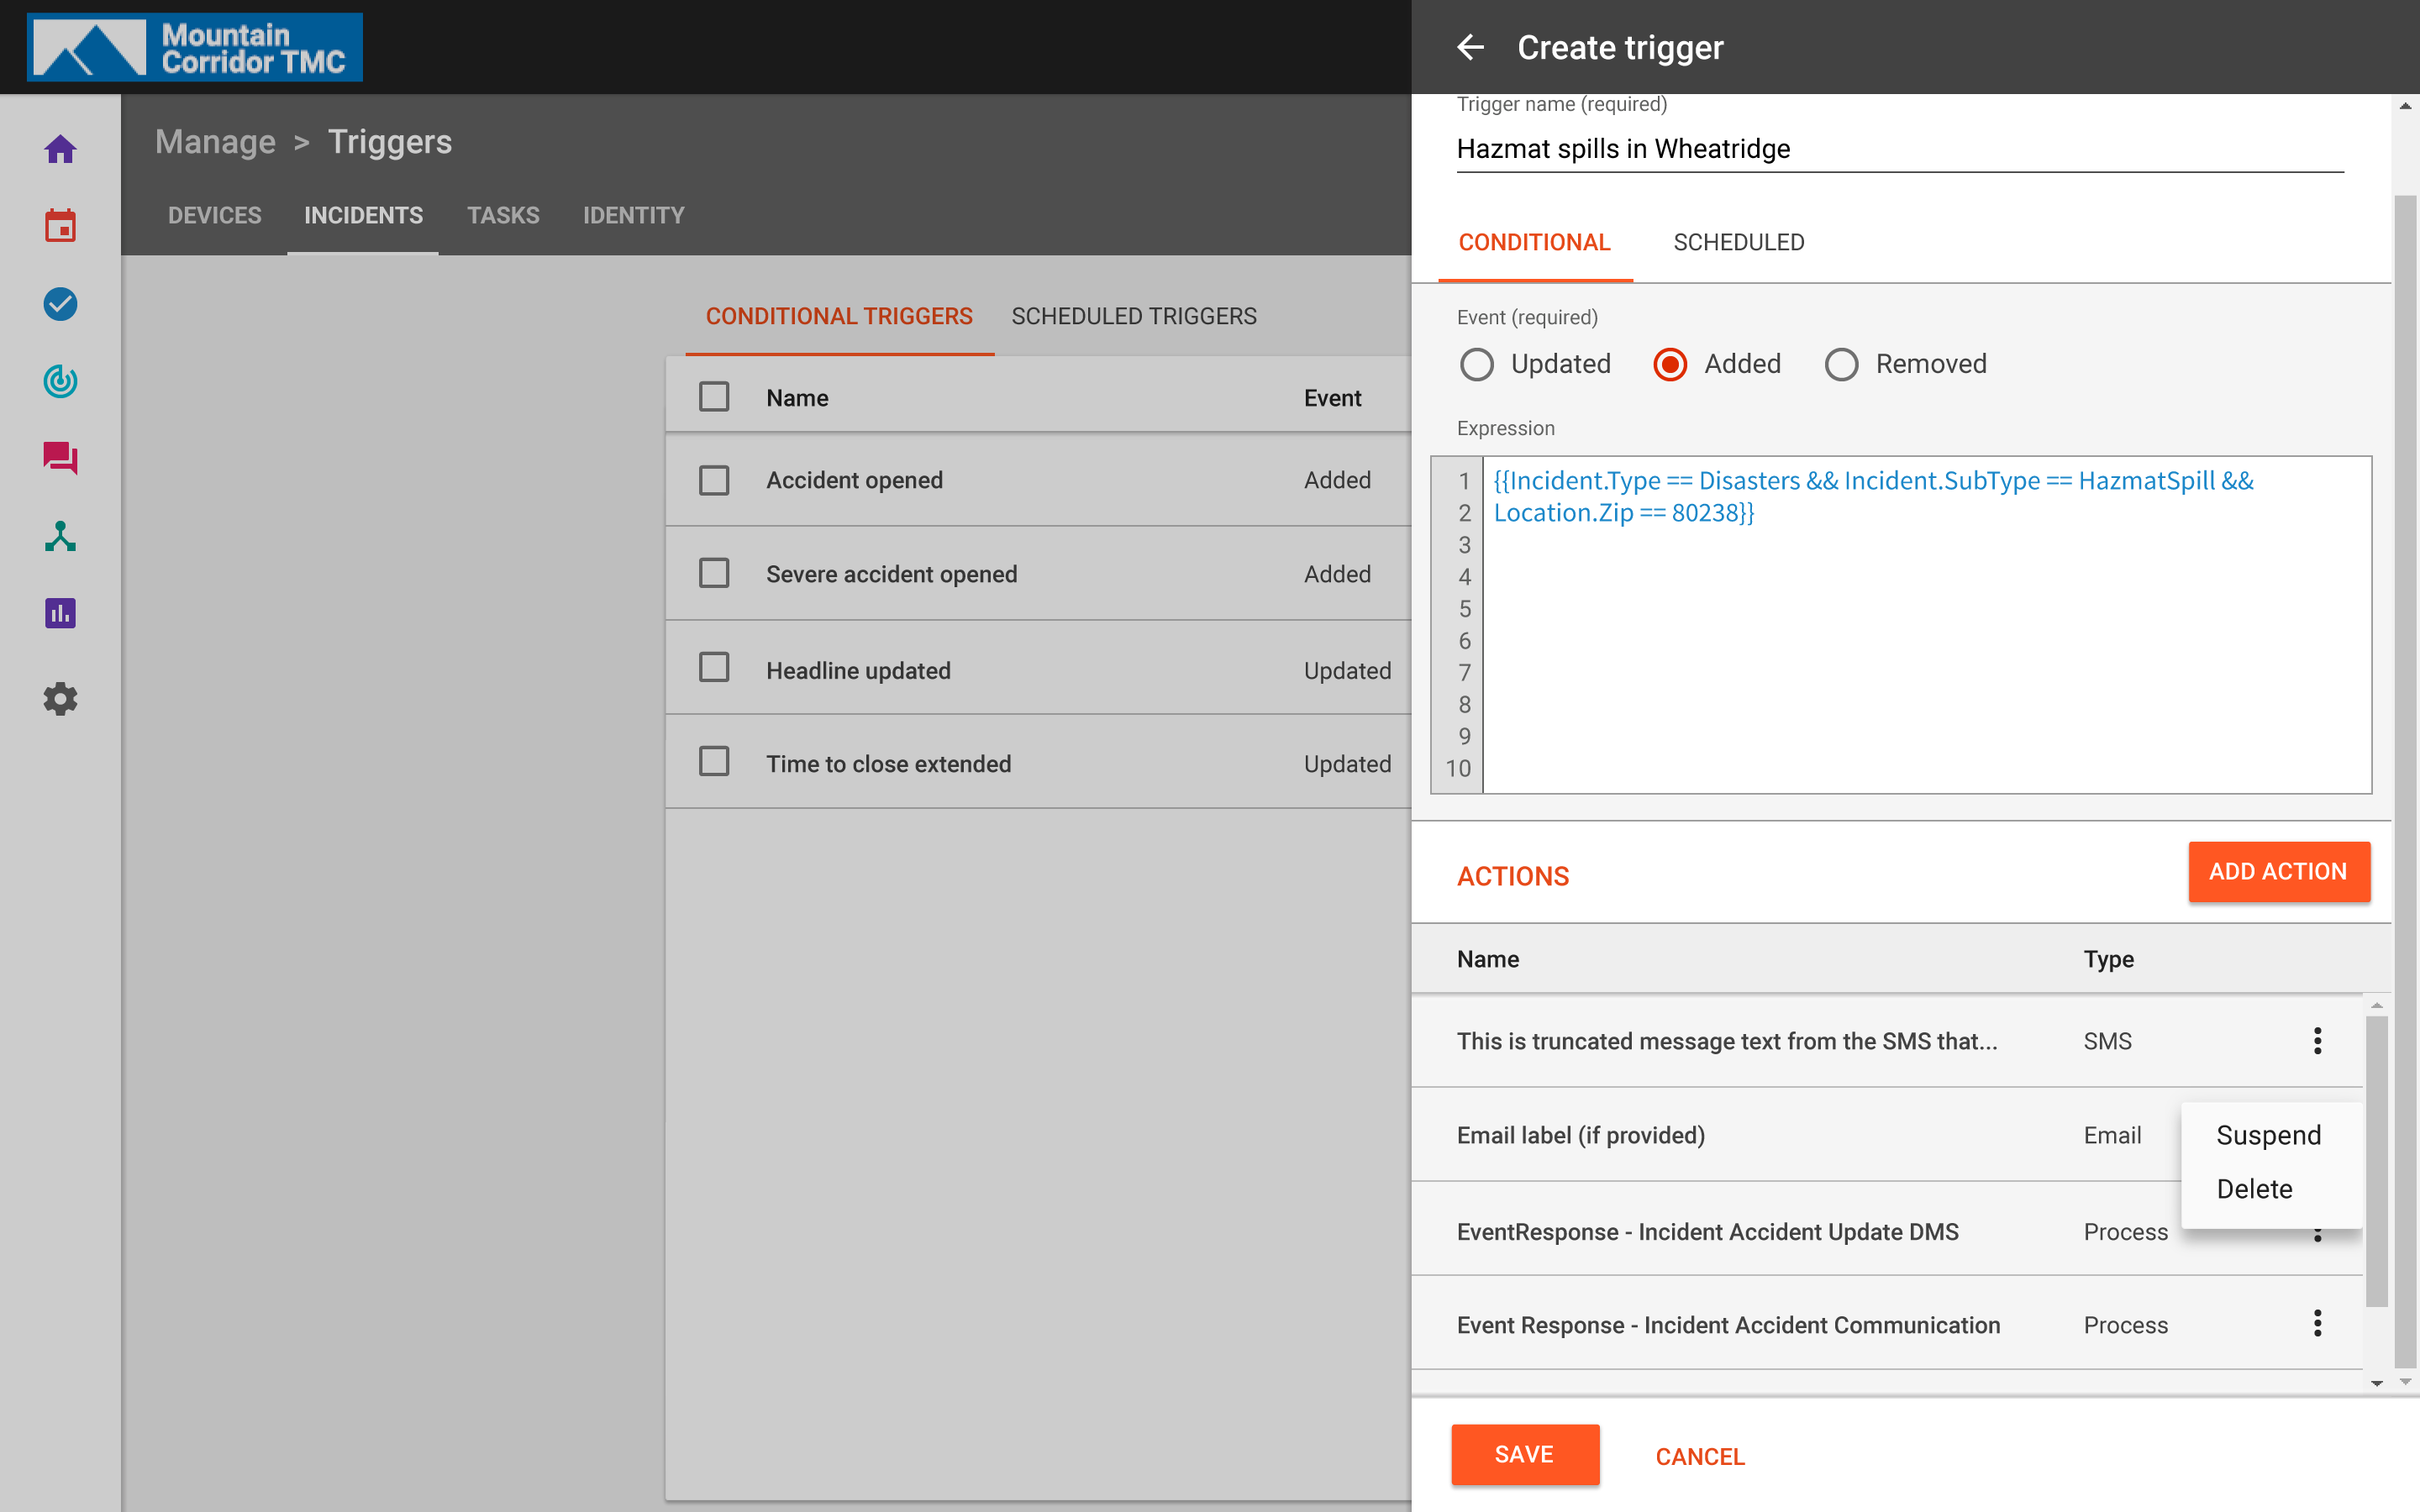 Mountain
Corridor TMC
Manage > Triggers
DEVICES INCIDENTS TASKS IDENTITY
CONDITIONAL TRIGGERS SCHEDULED TRIGGERS
Name Event
Accident opened Added
Severe accident opened Added
Headline updated Updated
Time to close extended Updated
Create trigger
Trigger name (required)
Hazmat spills in Wheatridge
CONDITIONAL SCHEDULED
Event (required)
Updated Added Removed
Expression
1 {{Incident.Type == Disasters && Incident.SubType == HazmatSpill &&
2 Location.Zip == 80238}}
3
4
5
6
7
8
9
10
ACTIONS ADD ACTION
Name Type
This is truncated message text from the SMS that... SMS
Email label (if provided) Email
Suspend
Delete
EventResponse - Incident Accident Update DMS Process
Event Response - Incident Accident Communication Process
SAVE CANCEL